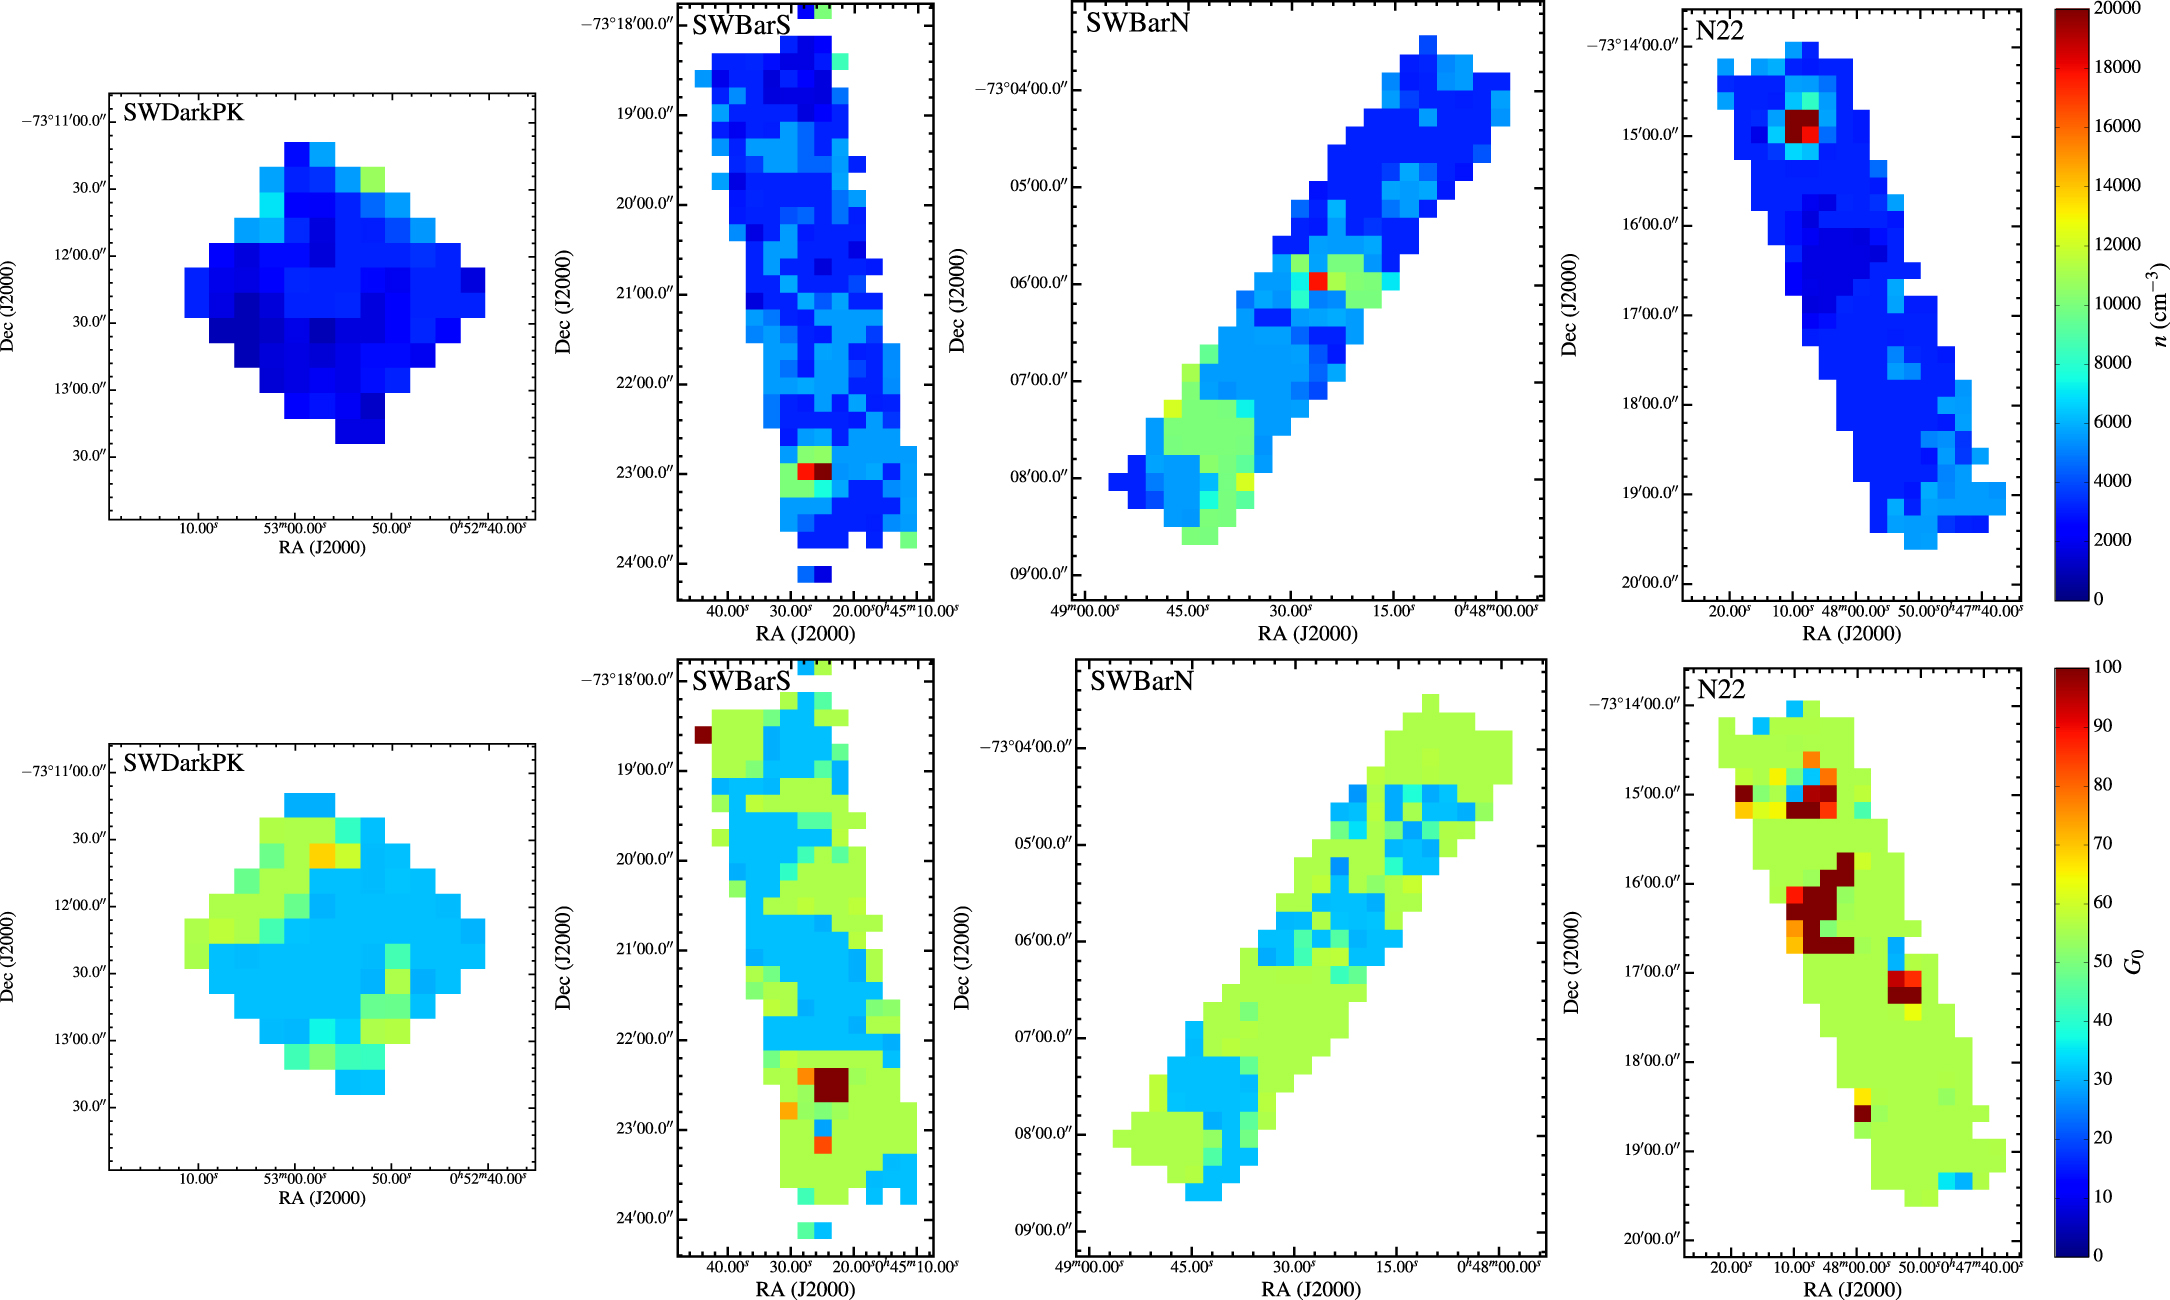 SWDarkPK
−73°11′00.0″
30.0″
12′00.0″
30.0″
13′00.0″
30.0″
Dec (J2000)
10.00ˢ 53ᵐ00.00ˢ 50.00ˢ 0ʰ52ᵐ40.00ˢ
RA (J2000)
SWBarS
−73°18′00.0″
19′00.0″
20′00.0″
21′00.0″
22′00.0″
23′00.0″
24′00.0″
Dec (J2000)
40.00ˢ 30.00ˢ 20.00ˢ 0ʰ45ᵐ10.00ˢ
RA (J2000)
SWBarN
−73°04′00.0″
05′00.0″
06′00.0″
07′00.0″
08′00.0″
09′00.0″
Dec (J2000)
49ᵐ00.00ˢ 45.00ˢ 30.00ˢ 15.00ˢ 0ʰ48ᵐ00.00ˢ
RA (J2000)
N22
−73°14′00.0″
15′00.0″
16′00.0″
17′00.0″
18′00.0″
19′00.0″
20′00.0″
Dec (J2000)
20.00ˢ 10.00ˢ 48ᵐ00.00ˢ 50.00ˢ 0ʰ47ᵐ40.00ˢ
RA (J2000)
20000
18000
16000
14000
12000
10000
8000
6000
4000
2000
0
n (cm⁻³)
SWDarkPK
−73°11′00.0″
30.0″
12′00.0″
30.0″
13′00.0″
30.0″
Dec (J2000)
10.00ˢ 53ᵐ00.00ˢ 50.00ˢ 0ʰ52ᵐ40.00ˢ
RA (J2000)
SWBarS
−73°18′00.0″
19′00.0″
20′00.0″
21′00.0″
22′00.0″
23′00.0″
24′00.0″
Dec (J2000)
40.00ˢ 30.00ˢ 20.00ˢ 0ʰ45ᵐ10.00ˢ
RA (J2000)
SWBarN
−73°04′00.0″
05′00.0″
06′00.0″
07′00.0″
08′00.0″
09′00.0″
Dec (J2000)
49ᵐ00.00ˢ 45.00ˢ 30.00ˢ 15.00ˢ 0ʰ48ᵐ00.00ˢ
RA (J2000)
N22
−73°14′00.0″
15′00.0″
16′00.0″
17′00.0″
18′00.0″
19′00.0″
20′00.0″
Dec (J2000)
20.00ˢ 10.00ˢ 48ᵐ00.00ˢ 50.00ˢ 0ʰ47ᵐ40.00ˢ
RA (J2000)
100
90
80
70
60
50
40
30
20
10
0
G₀